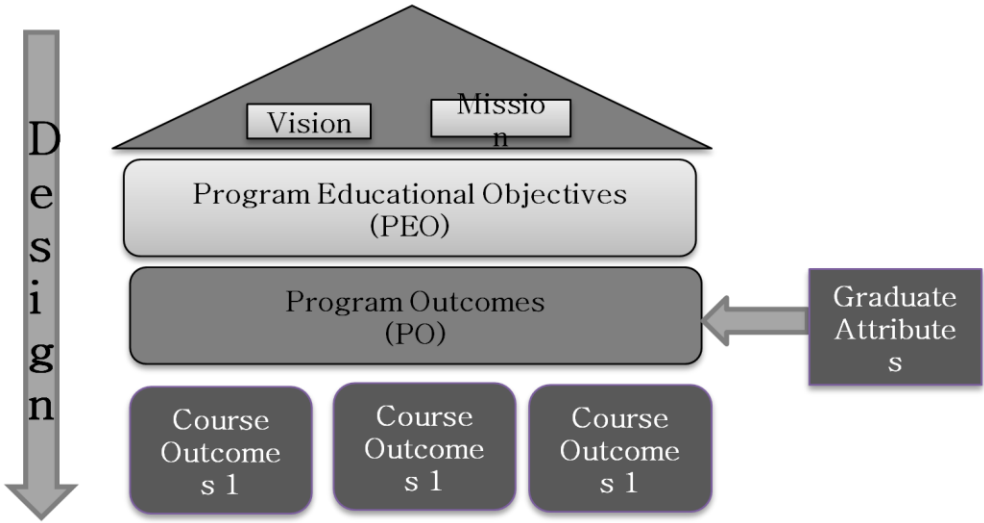 Design
Vision
Missio
n
Program Educational Objectives
(PEO)
Program Outcomes
(PO)
Graduate
Attribute
s
Course
Outcome
s 1
Course
Outcome
s 1
Course
Outcome
s 1